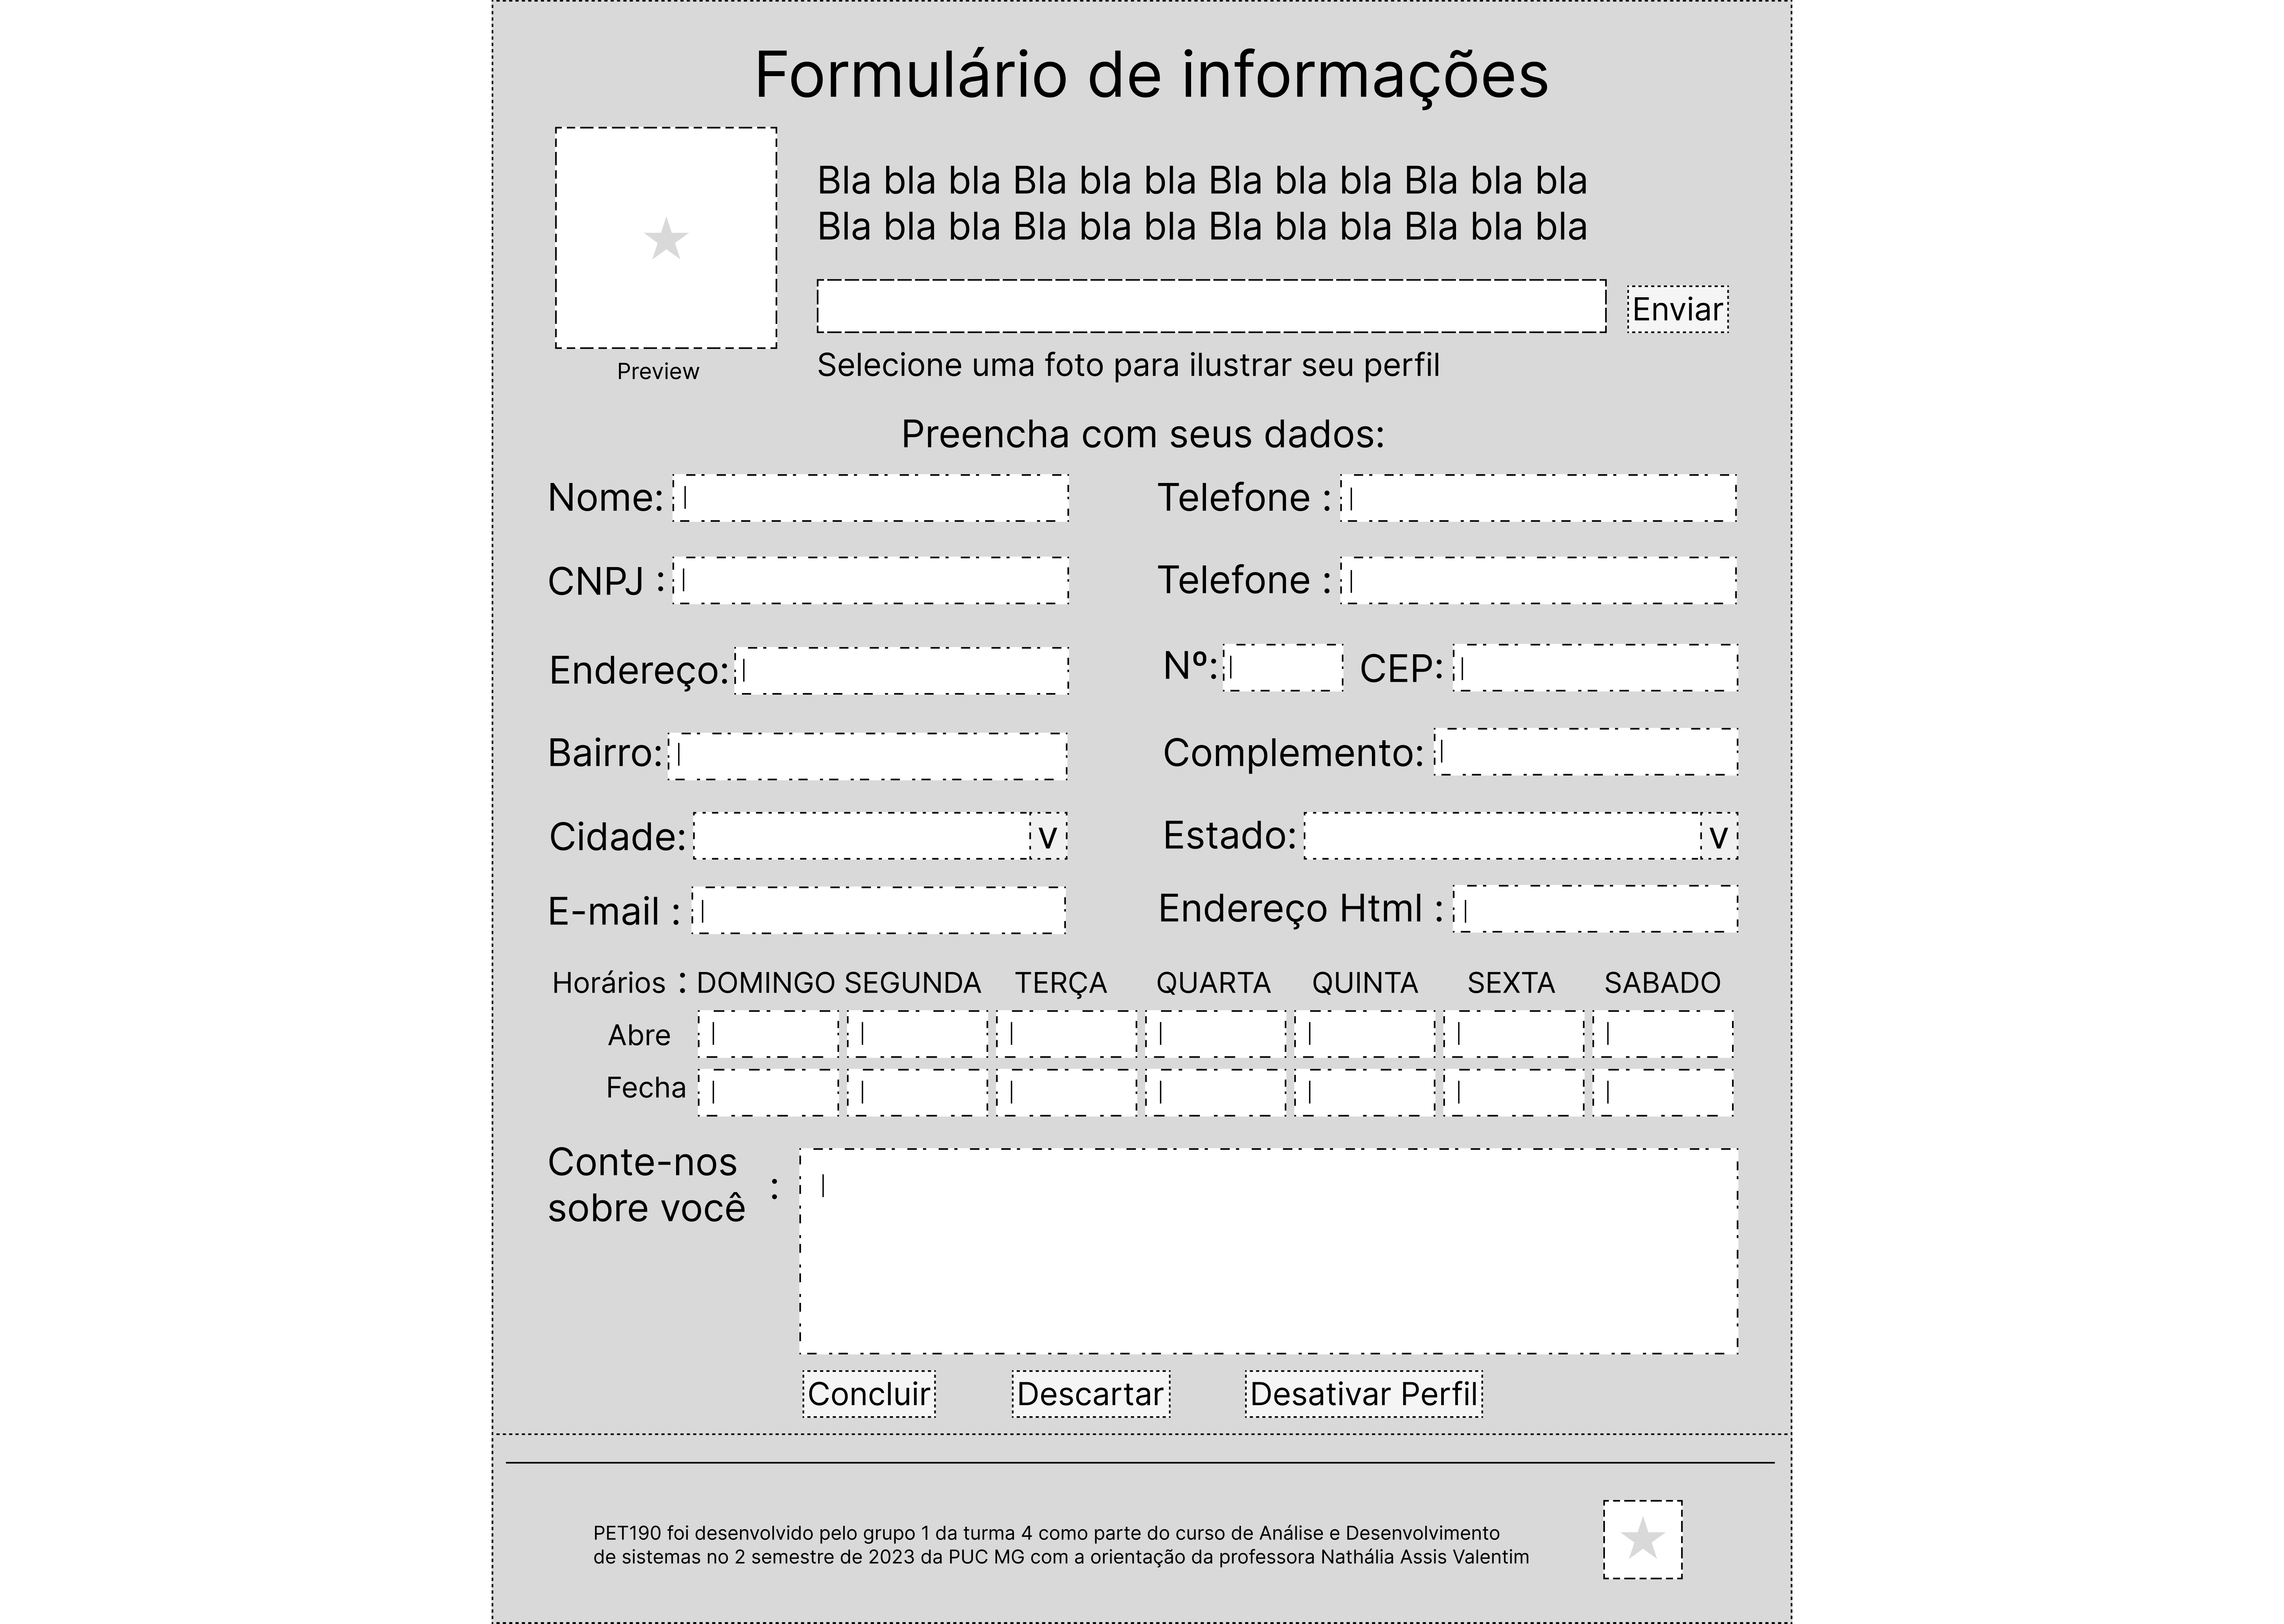 Formulário de informações
Bla bla bla Bla bla bla Bla bla bla Bla bla bla
Bla bla bla Bla bla bla Bla bla bla Bla bla bla
Enviar
Preview
Selecione uma foto para ilustrar seu perfil
Preencha com seus dados:
Nome: Telefone :
CNPJ : Telefone :
Endereço: Nº: CEP:
Bairro: Complemento:
Cidade: v Estado: v
E-mail : Endereço Html :
Horários : DOMINGO SEGUNDA TERÇA QUARTA QUINTA SEXTA SABADO
Abre
Fecha
Conte-nos
sobre você :
Concluir Descartar Desativar Perfil
PET190 foi desenvolvido pelo grupo 1 da turma 4 como parte do curso de Análise e Desenvolvimento
de sistemas no 2 semestre de 2023 da PUC MG com a orientação da professora Nathália Assis Valentim